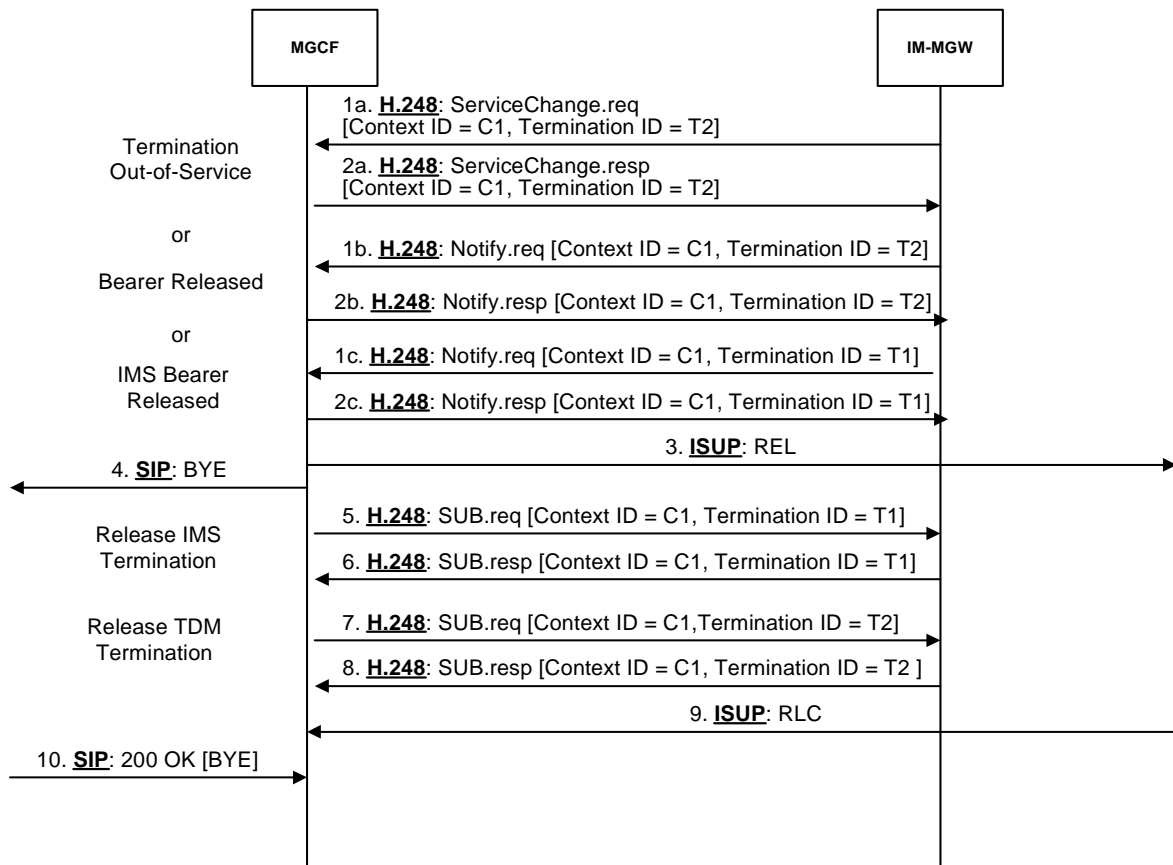 MGCF
IM-MGW
1a. H.248: ServiceChange.req
[Context ID = C1, Termination ID = T2]
Termination
Out-of-Service
2a. H.248: ServiceChange.resp
[Context ID = C1, Termination ID = T2]
or
1b. H.248: Notify.req [Context ID = C1, Termination ID = T2]
Bearer Released
2b. H.248: Notify.resp [Context ID = C1, Termination ID = T2]
or
1c. H.248: Notify.req [Context ID = C1, Termination ID = T1]
IMS Bearer
Released
2c. H.248: Notify.resp [Context ID = C1, Termination ID = T1]
3. ISUP: REL
4. SIP: BYE
5. H.248: SUB.req [Context ID = C1, Termination ID = T1]
Release IMS
Termination
6. H.248: SUB.resp [Context ID = C1, Termination ID = T1]
7. H.248: SUB.req [Context ID = C1,Termination ID = T2]
Release TDM
Termination
8. H.248: SUB.resp [Context ID = C1, Termination ID = T2 ]
9. ISUP: RLC
10. SIP: 200 OK [BYE]